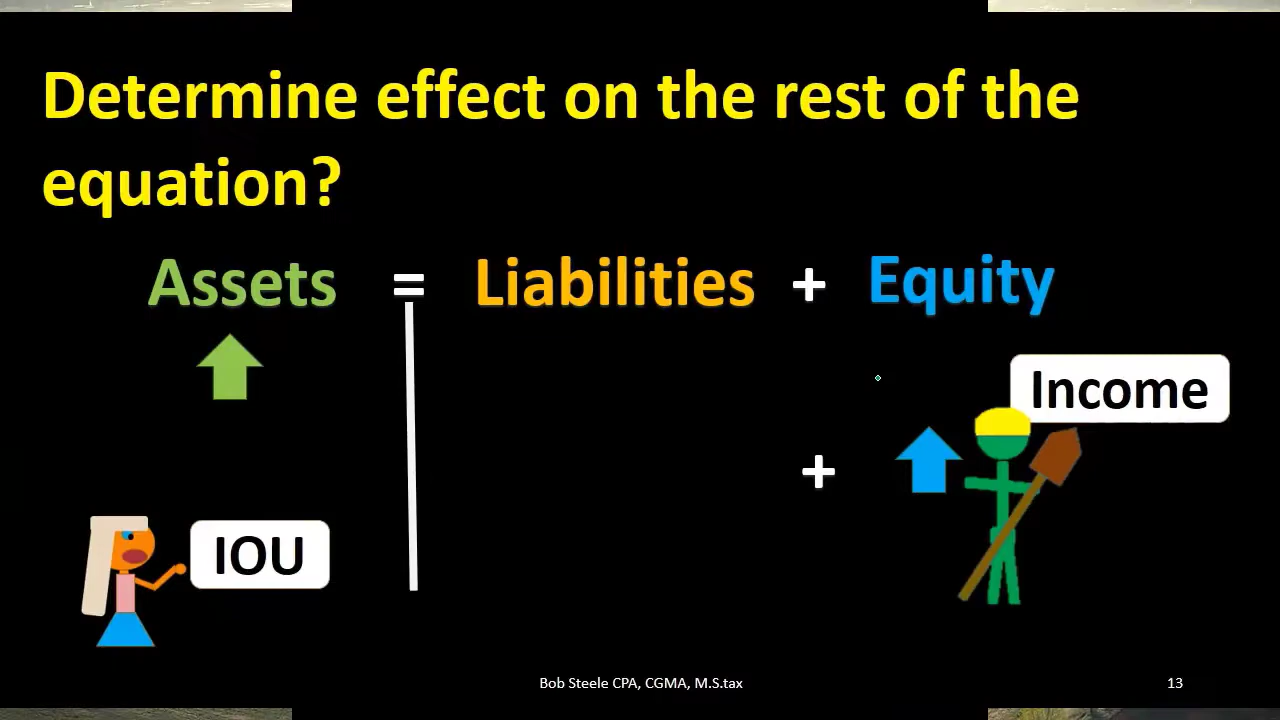 Determine effect on the rest of the
equation?
Assets = Liabilities + Equity
Income
+
IOU
Bob Steele CPA, CGMA, M.S.tax 13